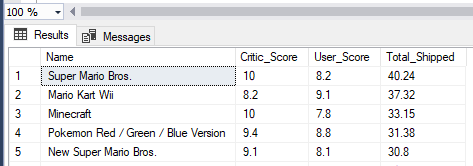 100 %
Results Messages
Name Critic_Score User_Score Total_Shipped
1 Super Mario Bros. 10 8.2 40.24
2 Mario Kart Wii 8.2 9.1 37.32
3 Minecraft 10 7.8 33.15
4 Pokemon Red / Green / Blue Version 9.4 8.8 31.38
5 New Super Mario Bros. 9.1 8.1 30.8